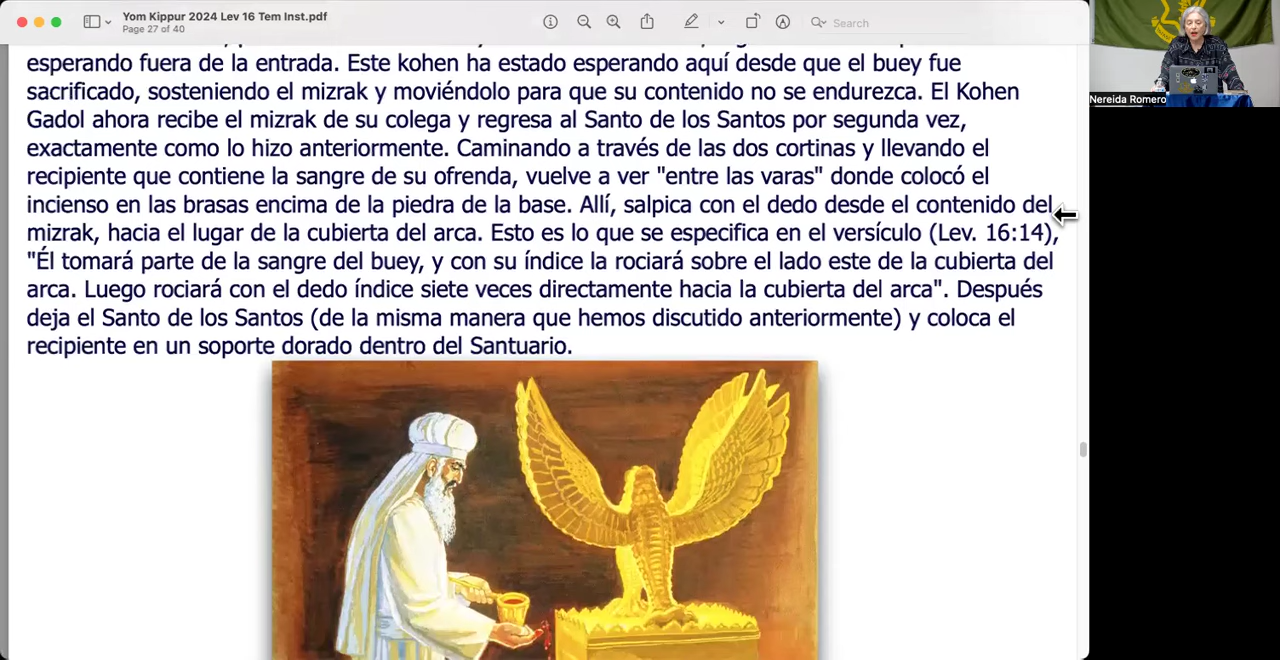 Yom Kippur 2024 Lev 16 Tem Inst.pdf
Page 27 of 40
Search
esperando fuera de la entrada. Este kohen ha estado esperando aquí desde que el buey fue
sacrificado, sosteniendo el mizrak y moviéndolo para que su contenido no se endurezca. El Kohen
Gadol ahora recibe el mizrak de su colega y regresa al Santo de los Santos por segunda vez,
exactamente como lo hizo anteriormente. Caminando a través de las dos cortinas y llevando el
recipiente que contiene la sangre de su ofrenda, vuelve a ver "entre las varas" donde colocó el
incienso en las brasas encima de la piedra de la base. Allí, salpica con el dedo desde el contenido del
mizrak, hacia el lugar de la cubierta del arca. Esto es lo que se especifica en el versículo (Lev. 16:14),
"Él tomará parte de la sangre del buey, y con su índice la rociará sobre el lado este de la cubierta del
arca. Luego rociará con el dedo índice siete veces directamente hacia la cubierta del arca". Después
deja el Santo de los Santos (de la misma manera que hemos discutido anteriormente) y coloca el
recipiente en un soporte dorado dentro del Santuario.
Nereida Romero